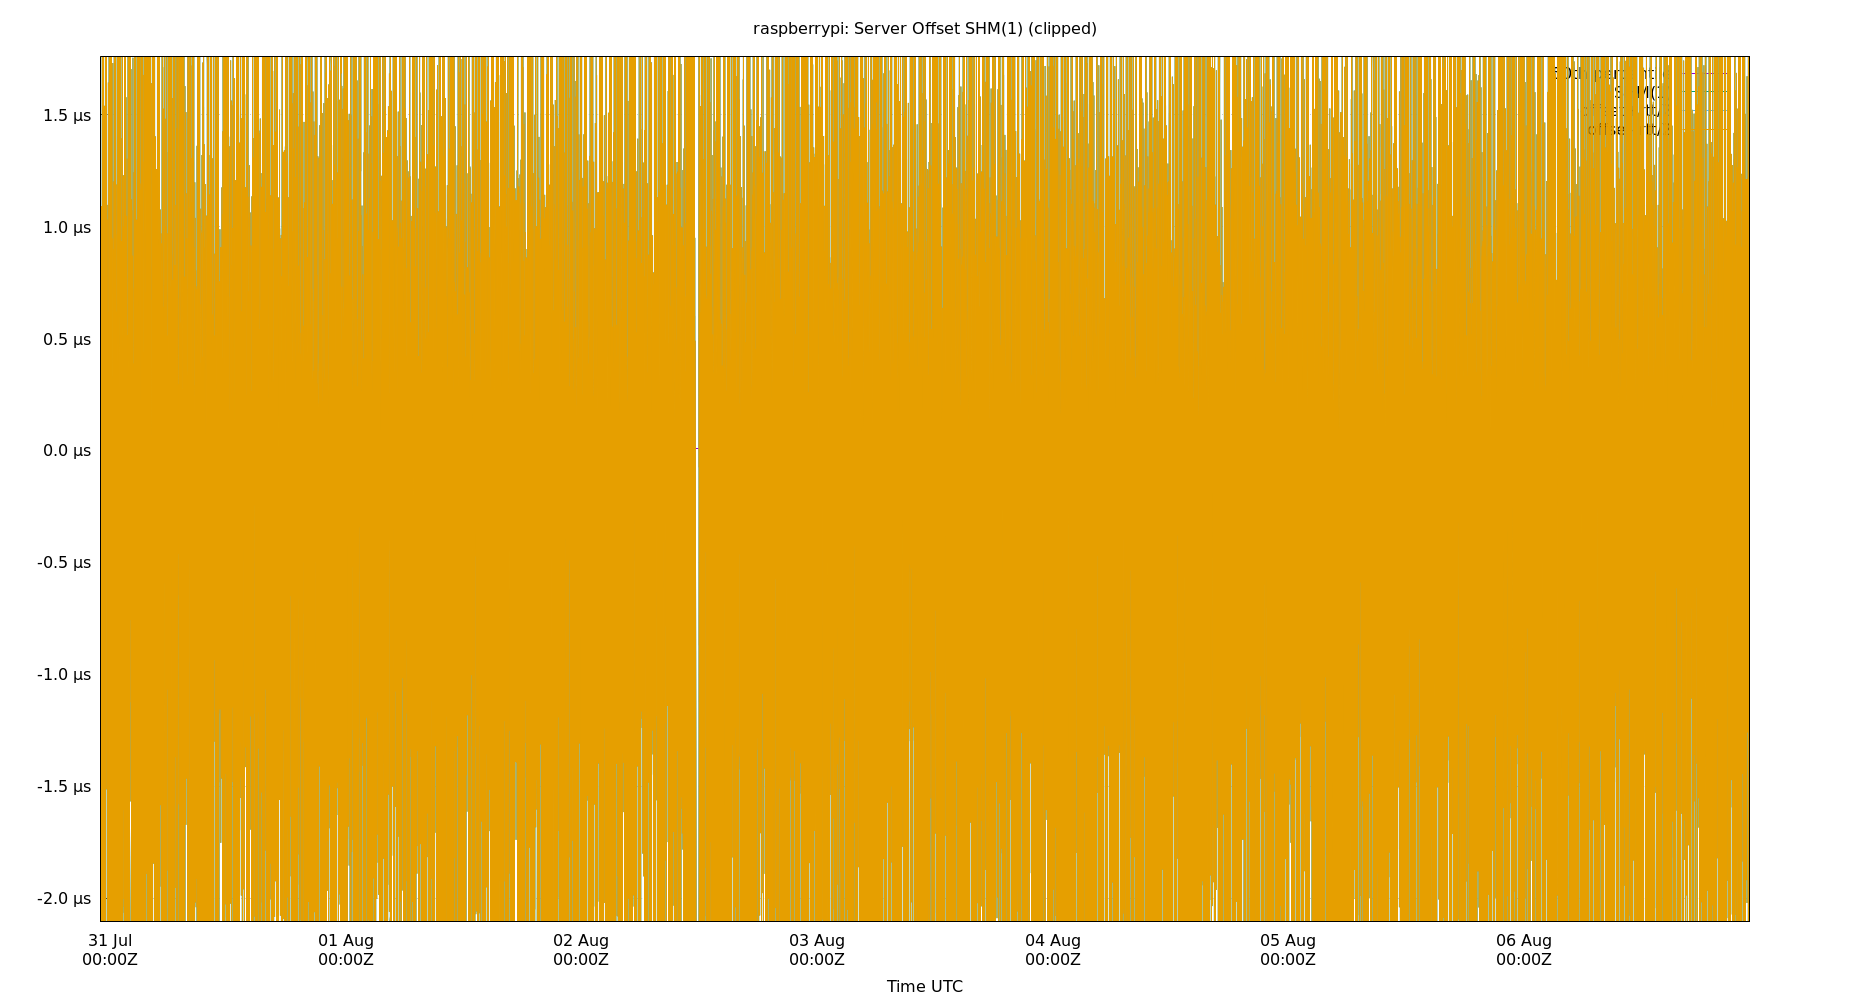 raspberrypi: Server Offset SHM(1) (clipped)
1.5 µs
1.0 µs
0.5 µs
0.0 µs
-0.5 µs
-1.0 µs
-1.5 µs
-2.0 µs
31 Jul 01 Aug 02 Aug 03 Aug 04 Aug 05 Aug 06 Aug
00:00Z 00:00Z 00:00Z 00:00Z 00:00Z 00:00Z 00:00Z
Time UTC